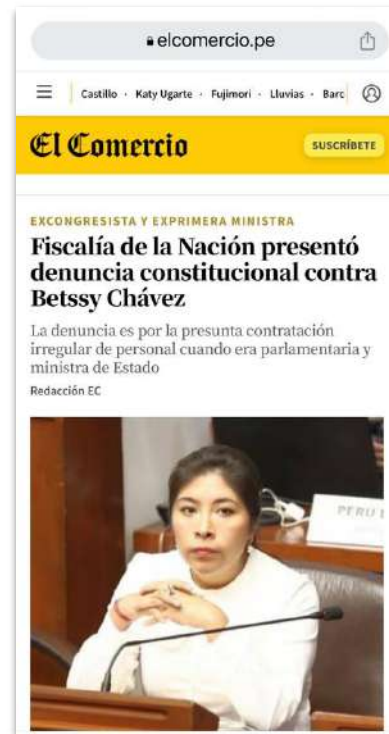 elcomercio.pe
Castillo · Katy Ugarte · Fujimori · Lluvias · Barc
El Comercio
SUSCRÍBETE
EXCONGRESISTA Y EXPRIMERA MINISTRA
Fiscalía de la Nación presentó
denuncia constitucional contra
Betssy Chávez
La denuncia es por la presunta contratación
irregular de personal cuando era parlamentaria y
ministra de Estado
Redacción EC
PERU